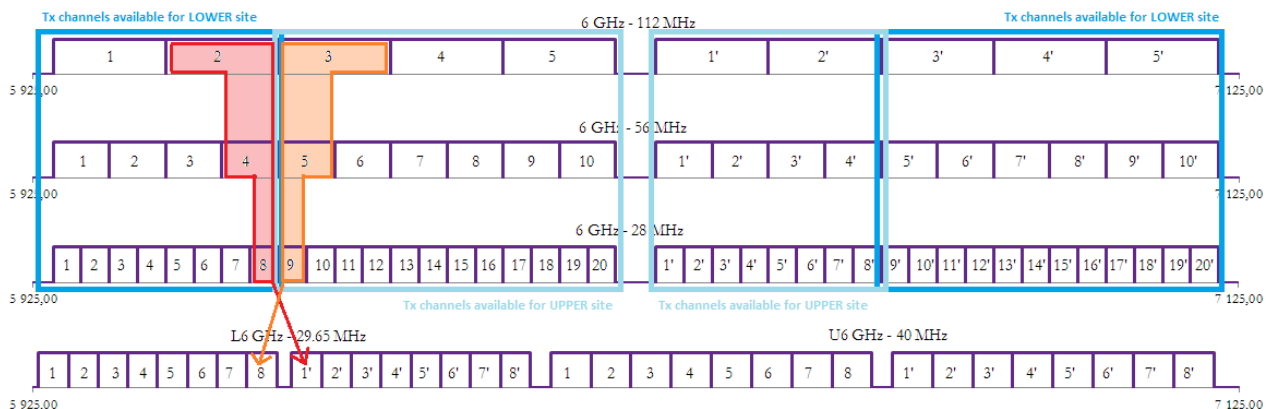 Tx channels available for LOWER site
6 GHz - 112 MHz
Tx channels available for LOWER site
1 2 3 4 5 1' 2' 3' 4' 5'
5 925,00 7 125,00
6 GHz - 56 MHz
1 2 3 4 5 6 7 8 9 10 1' 2' 3' 4' 5' 6' 7' 8' 9' 10'
5 925,00 7 125,00
6 GHz - 28 MHz
1 2 3 4 5 6 7 8 9 10 11 12 13 14 15 16 17 18 19 20 1' 2' 3' 4' 5' 6' 7' 8' 9' 10' 11' 12' 13' 14' 15' 16' 17' 18' 19' 20'
5 925,00 7 125,00
Tx channels available for UPPER site
Tx channels available for UPPER site
L6 GHz - 29.65 MHz
U6 GHz - 40 MHz
1 2 3 4 5 6 7 8 1' 2' 3' 4' 5' 6' 7' 8' 1 2 3 4 5 6 7 8 1' 2' 3' 4' 5' 6' 7' 8'
5 925,00 7 125,00